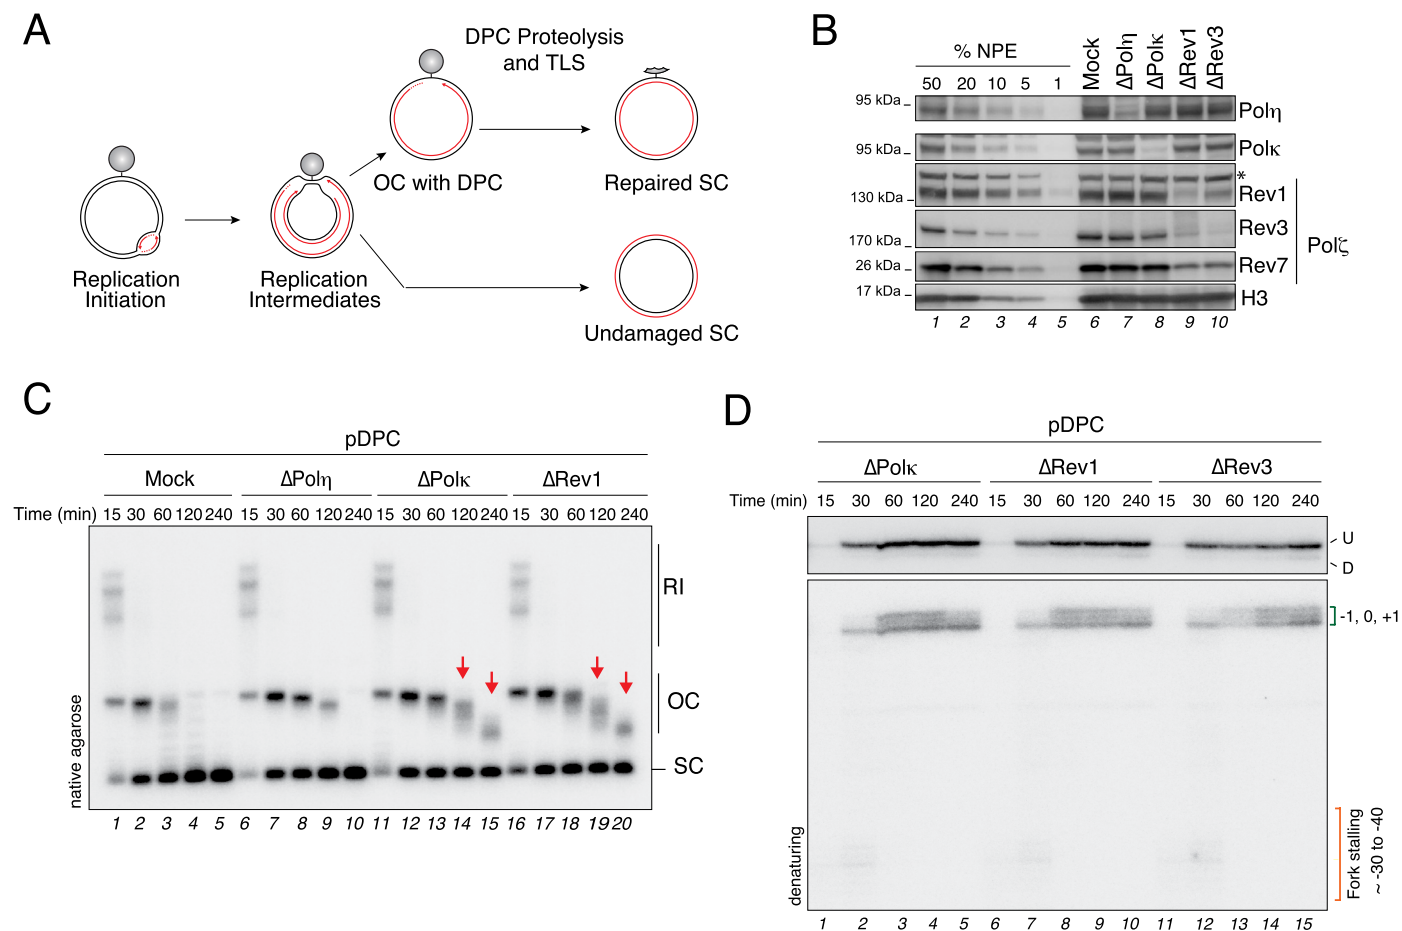 A
DPC Proteolysis
and TLS
OC with DPC
Repaired SC
Replication
Initiation
Replication
Intermediates
Undamaged SC
B
% NPE
50 20 10 5 1 Mock ΔPolη ΔPolκ ΔRev1 ΔRev3
95 kDa Polη
95 kDa Polκ
*
130 kDa Rev1
170 kDa Rev3
26 kDa Rev7
17 kDa H3
Polζ
1 2 3 4 5 6 7 8 9 10
C
pDPC
Mock ΔPolη ΔPolκ ΔRev1
Time (min) 15 30 60 120 240 15 30 60 120 240 15 30 60 120 240 15 30 60 120 240
RI
OC
SC
native agarose
1 2 3 4 5 6 7 8 9 10 11 12 13 14 15 16 17 18 19 20
D
pDPC
ΔPolκ ΔRev1 ΔRev3
Time (min) 15 30 60 120 240 15 30 60 120 240 15 30 60 120 240
U
D
-1, 0, +1
Fork stalling
~ -30 to -40
denaturing
1 2 3 4 5 6 7 8 9 10 11 12 13 14 15